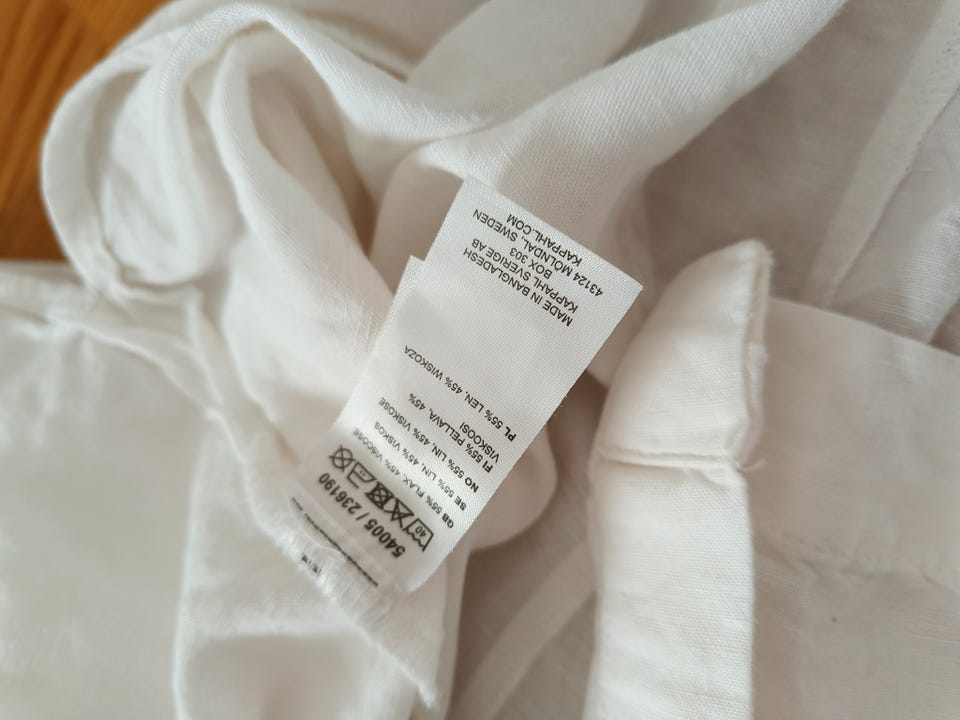 54005 / 236190
40
GB 55% FLAX, 45% VISCOSE
SE 55% LIN, 45% VISKOS
NO 55% LIN, 45% VISKOSE
FI 55% PELLAVA, 45%
VISKOOSI
PL 55% LEN, 45% WISKOZA
MADE IN BANGLADESH
KAPPAHL SVERIGE AB
BOX 303
43124 MÖLNDAL, SWEDEN
KAPPAHL.COM